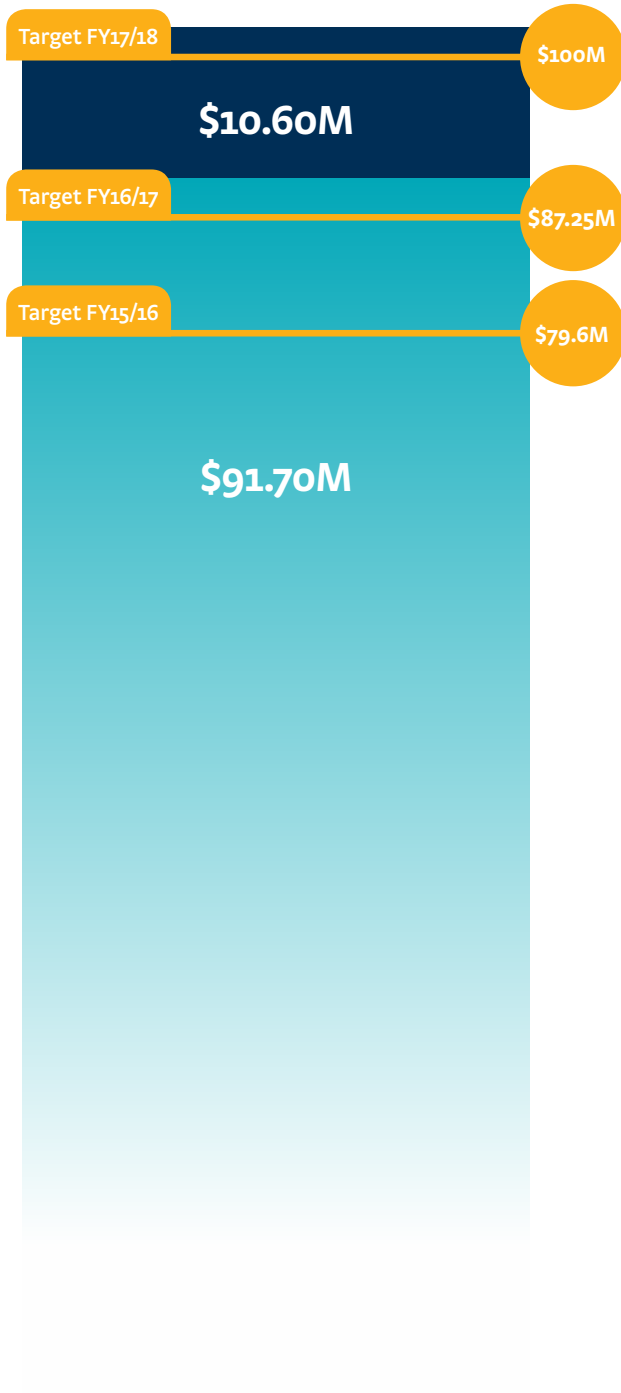 Target FY17/18
$100M
$10.60M
Target FY16/17
$87.25M
Target FY15/16
$79.6M
$91.70M